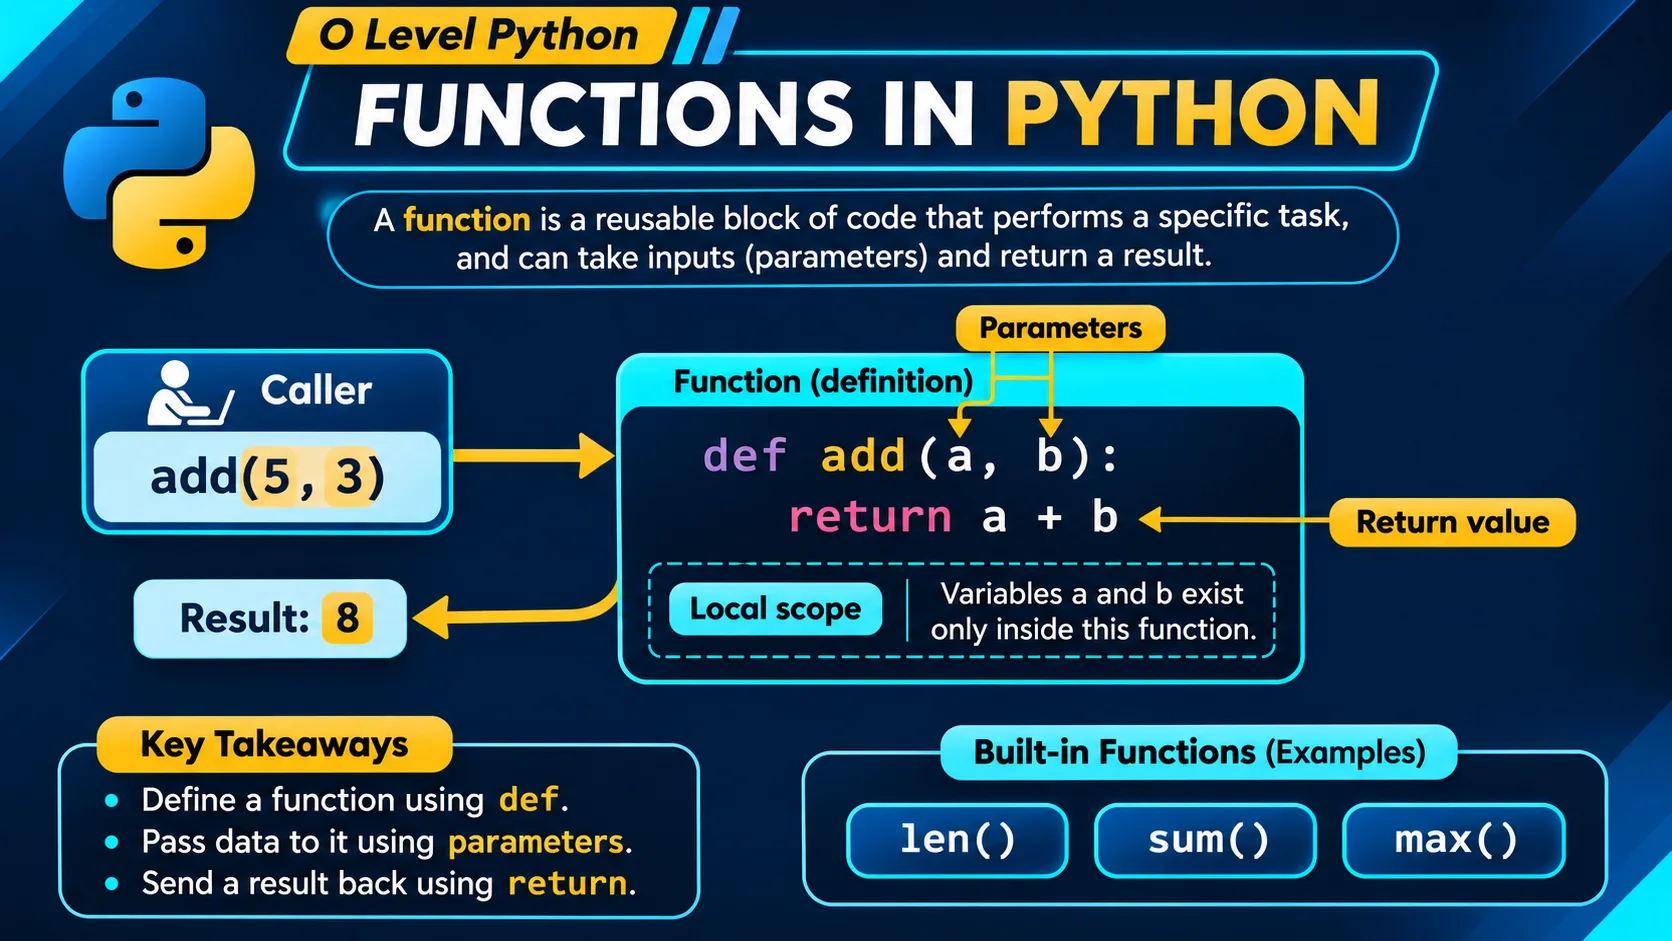 O Level Python
FUNCTIONS IN PYTHON
A function is a reusable block of code that performs a specific task,
and can take inputs (parameters) and return a result.
Parameters
Caller
add(5, 3)
Function (definition)
def add(a, b):
return a + b
Return value
Local scope
Variables a and b exist
only inside this function.
Result: 8
Key Takeaways
• Define a function using def.
• Pass data to it using parameters.
• Send a result back using return.
Built-in Functions (Examples)
len()
sum()
max()